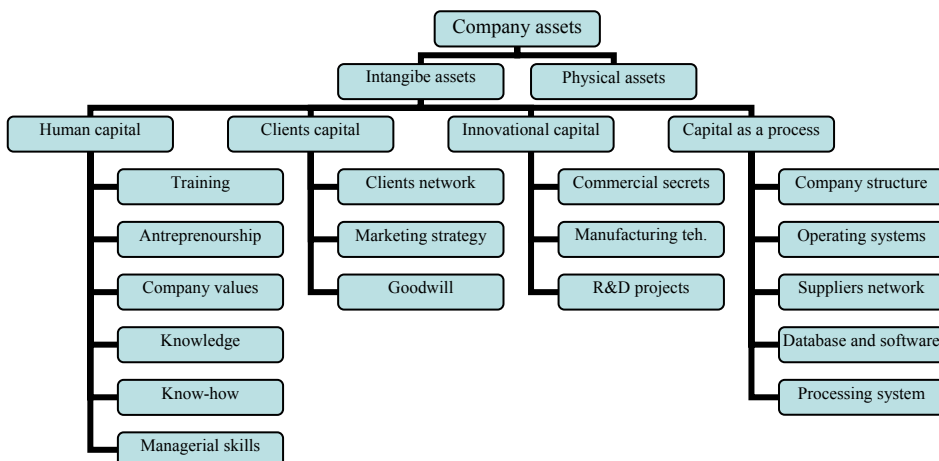 Company assets
Intangibe assets
Physical assets
Human capital
Clients capital
Innovational capital
Capital as a process
Training
Clients network
Commercial secrets
Company structure
Antreprenourship
Marketing strategy
Manufacturing teh.
Operating systems
Company values
Goodwill
R&D projects
Suppliers network
Knowledge
Database and software
Know-how
Processing system
Managerial skills